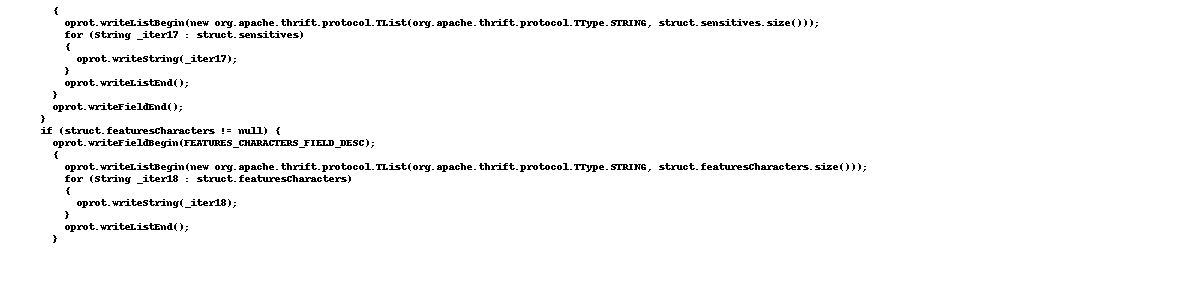 {
oprot.writeListBegin(new org.apache.thrift.protocol.TList(org.apache.thrift.protocol.TType.STRING, struct.sensitives.size()));
for (String _iter17 : struct.sensitives)
{
oprot.writeString(_iter17);
}
oprot.writeListEnd();
}
oprot.writeFieldEnd();
}
if (struct.featuresCharacters != null) {
oprot.writeFieldBegin(FEATURES_CHARACTERS_FIELD_DESC);
{
oprot.writeListBegin(new org.apache.thrift.protocol.TList(org.apache.thrift.protocol.TType.STRING, struct.featuresCharacters.size()));
for (String _iter18 : struct.featuresCharacters)
{
oprot.writeString(_iter18);
}
oprot.writeListEnd();
}